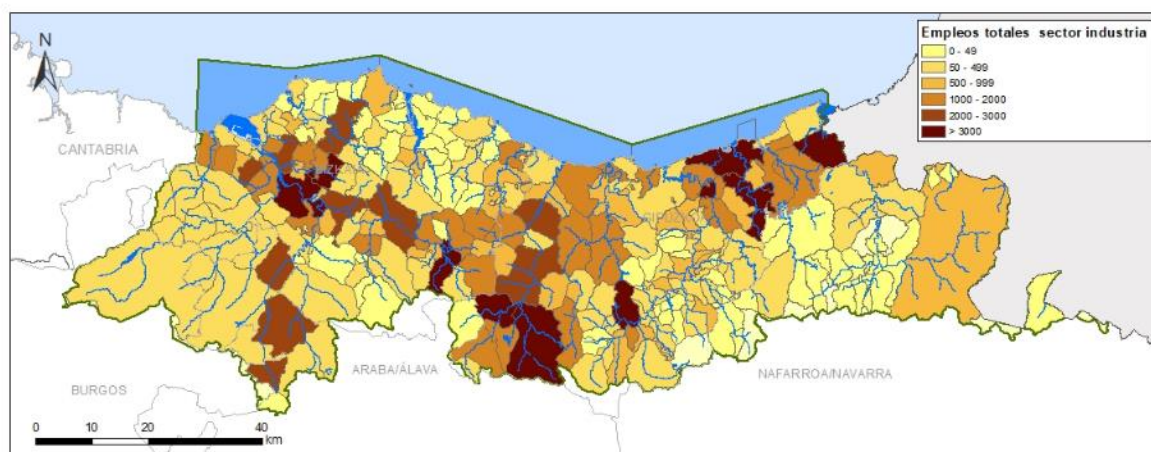 N
Empleos totales sector industria
0 - 49
50 - 499
500 - 999
1000 - 2000
2000 - 3000
> 3000
CANTABRIA
BURGOS
ARABA/ÁLAVA
NAFARROA/NAVARRA
0 10 20 40
km